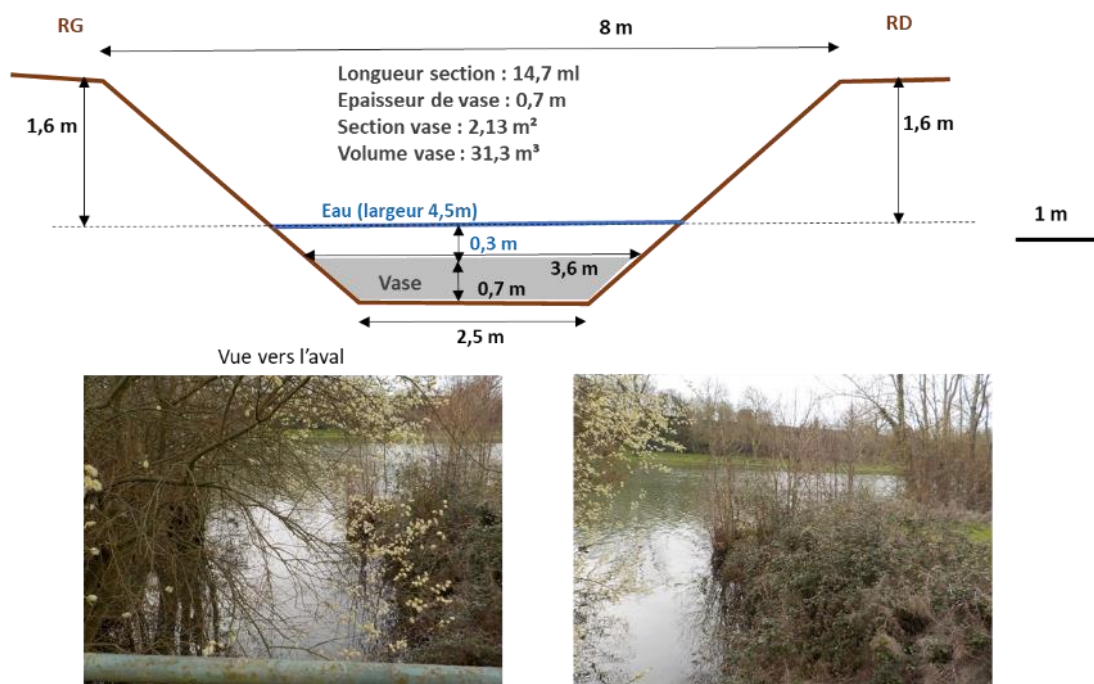 RG
8 m
RD
Longueur section : 14,7 ml
Epaisseur de vase : 0,7 m
Section vase : 2,13 m²
Volume vase : 31,3 m³
1,6 m
1,6 m
Eau (largeur 4,5m)
1 m
0,3 m
3,6 m
Vase
0,7 m
2,5 m
Vue vers l’aval